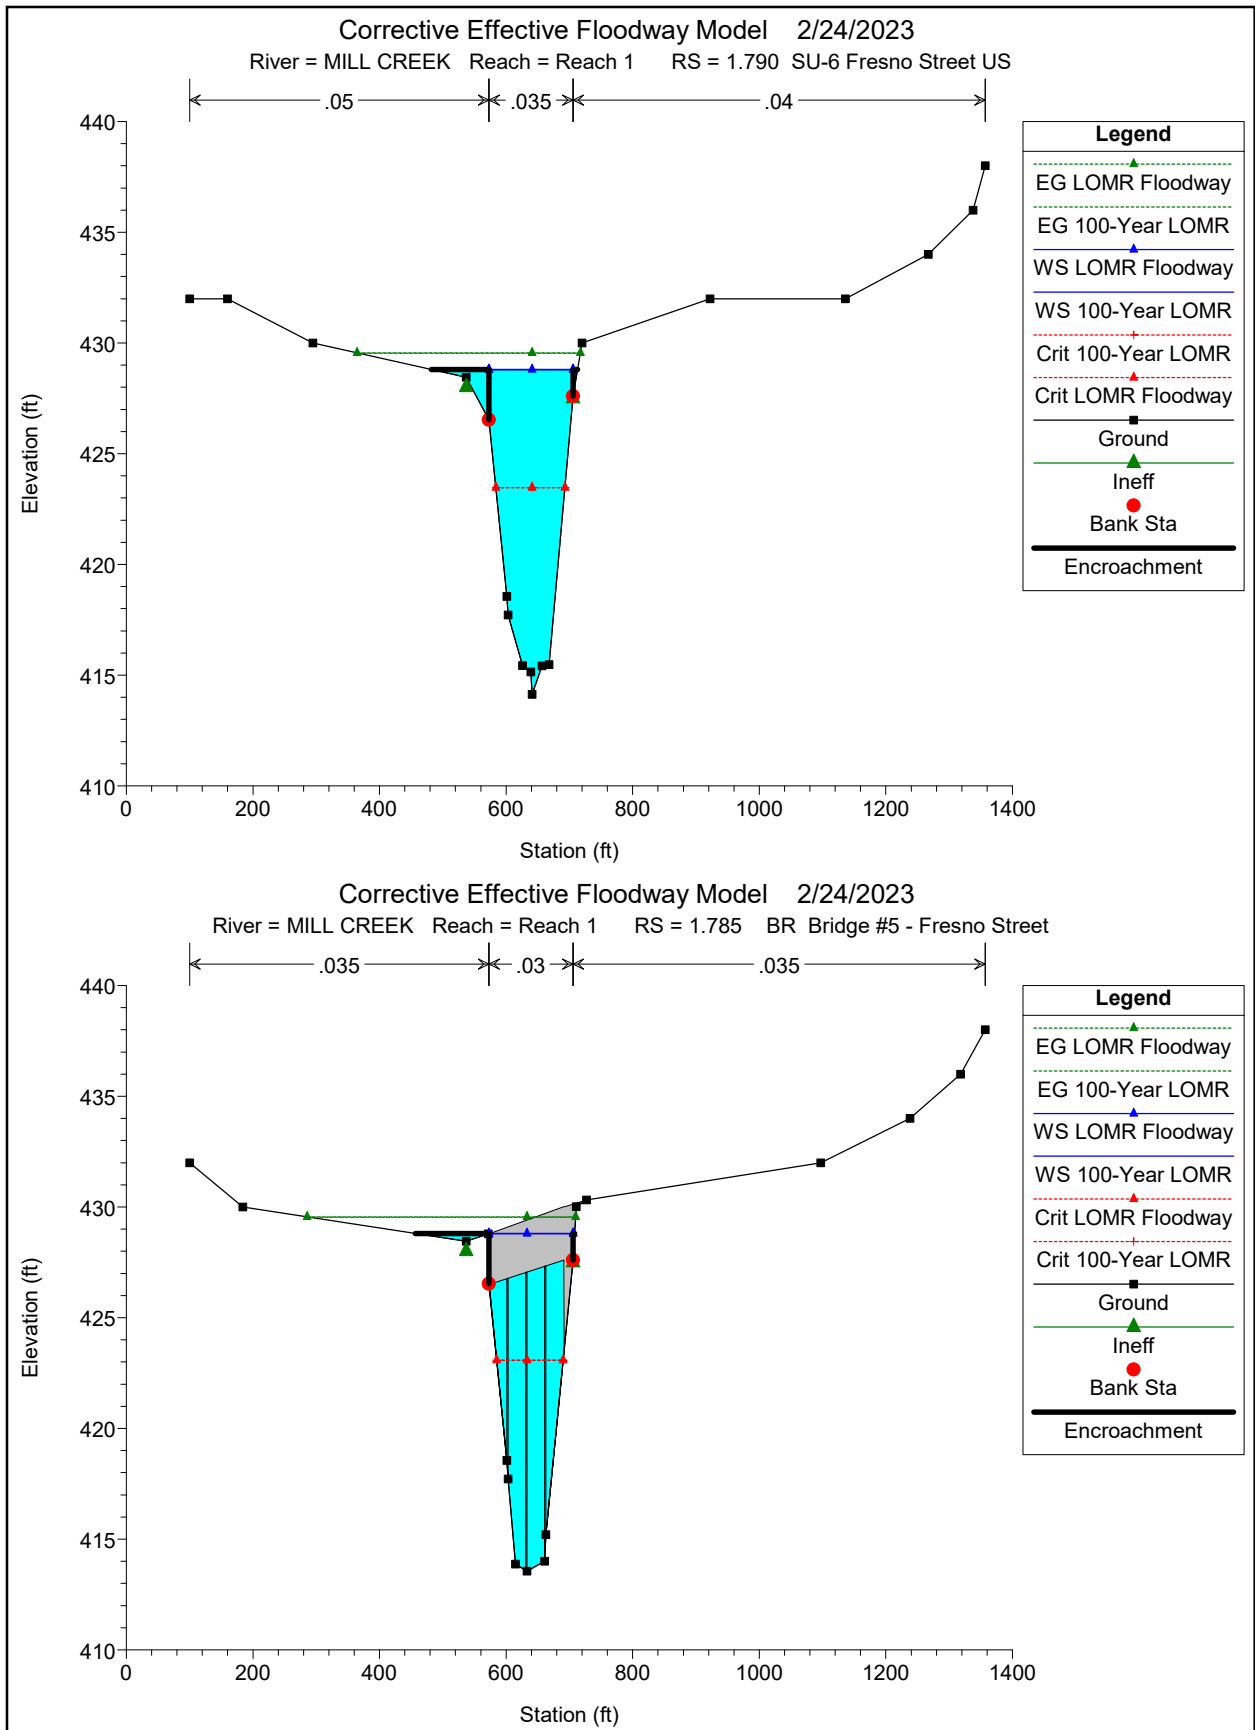 Corrective Effective Floodway Model 2/24/2023
River = MILL CREEK Reach = Reach 1 RS = 1.790 SU-6 Fresno Street US
.05 .035 .04
440
435
430
425
420
415
410
Elevation (ft)
0 200 400 600 800 1000 1200 1400
Station (ft)
Legend
EG LOMR Floodway
EG 100-Year LOMR
WS LOMR Floodway
WS 100-Year LOMR
Crit 100-Year LOMR
Crit LOMR Floodway
Ground
Ineff
Bank Sta
Encroachment
Corrective Effective Floodway Model 2/24/2023
River = MILL CREEK Reach = Reach 1 RS = 1.785 BR Bridge #5 - Fresno Street
.035 .03 .035
440
435
430
425
420
415
410
Elevation (ft)
0 200 400 600 800 1000 1200 1400
Station (ft)
Legend
EG LOMR Floodway
EG 100-Year LOMR
WS LOMR Floodway
WS 100-Year LOMR
Crit LOMR Floodway
Crit 100-Year LOMR
Ground
Ineff
Bank Sta
Encroachment